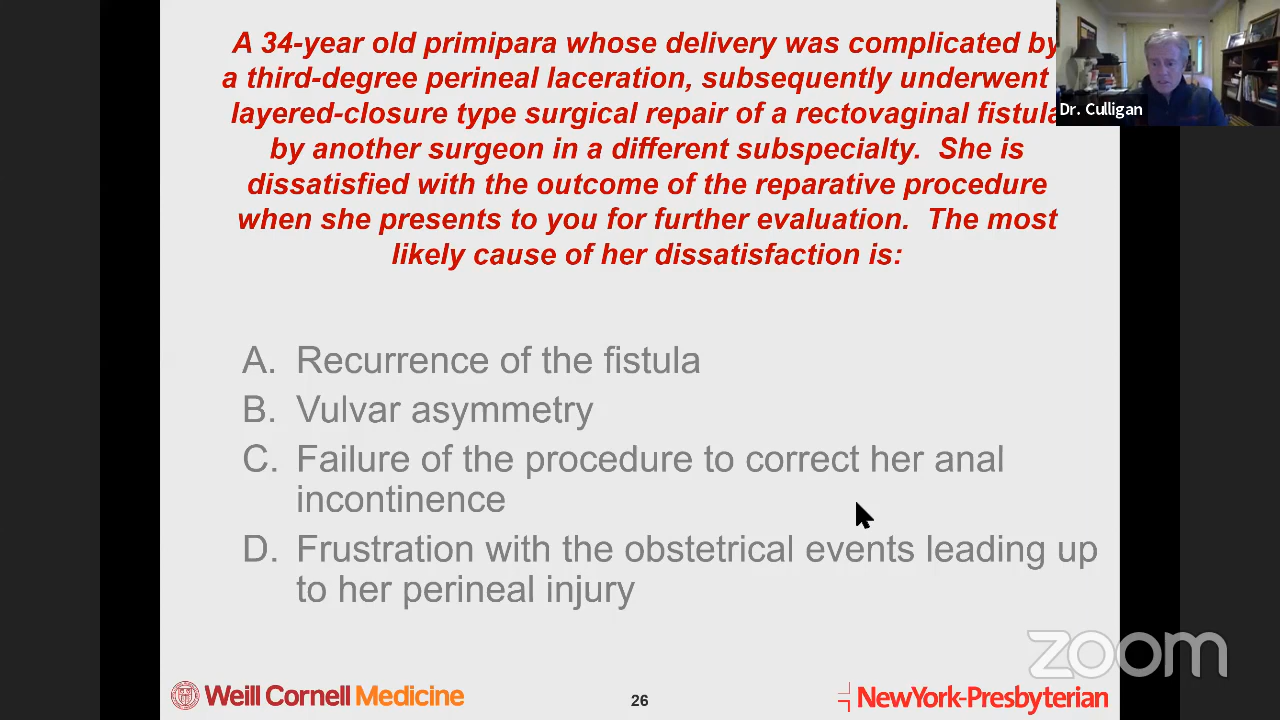 A 34-year old primipara whose delivery was complicated by
a third-degree perineal laceration, subsequently underwent
layered-closure type surgical repair of a rectovaginal fistula
by another surgeon in a different subspecialty. She is
dissatisfied with the outcome of the reparative procedure
when she presents to you for further evaluation. The most
likely cause of her dissatisfaction is:
Dr. Culligan
A. Recurrence of the fistula
B. Vulvar asymmetry
C. Failure of the procedure to correct her anal
incontinence
D. Frustration with the obstetrical events leading up
to her perineal injury
zoom
Weill Cornell Medicine
26
NewYork-Presbyterian